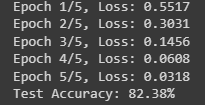 Epoch 1/5, Loss: 0.5517
Epoch 2/5, Loss: 0.3031
Epoch 3/5, Loss: 0.1456
Epoch 4/5, Loss: 0.0608
Epoch 5/5, Loss: 0.0318
Test Accuracy: 82.38%